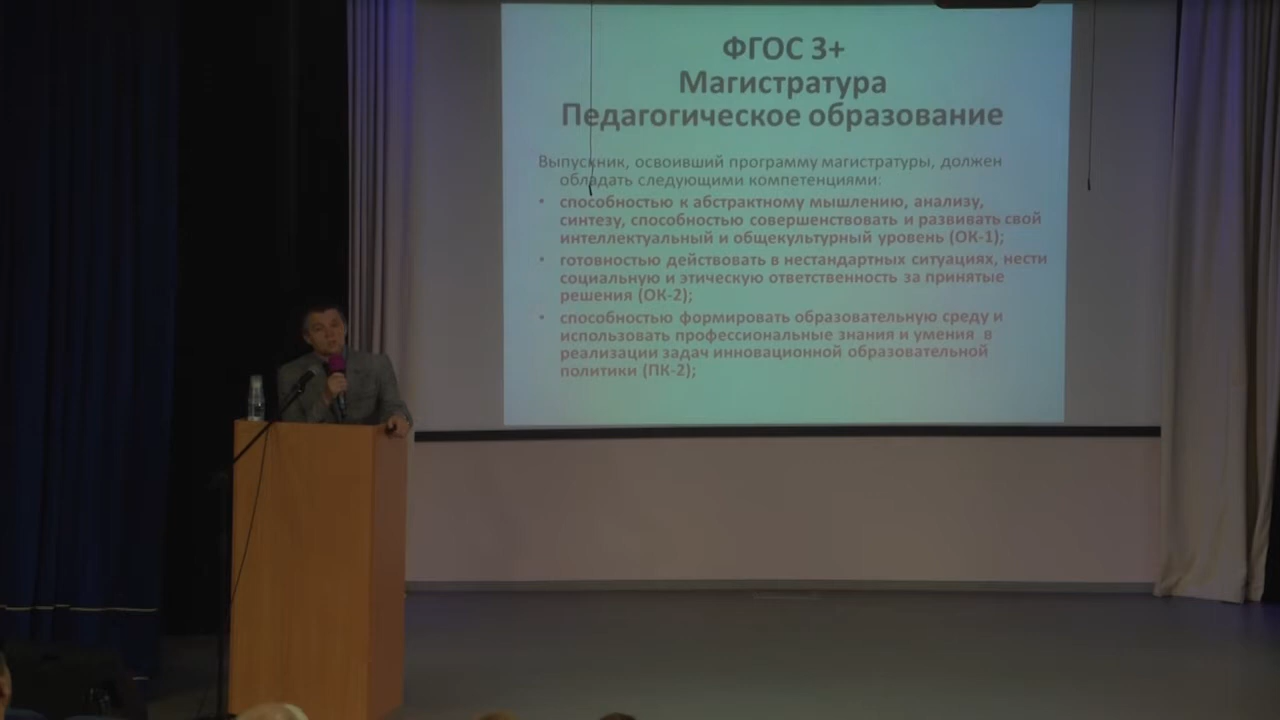 ФГОС 3+
Магистратура
Педагогическое образование
Выпускник, освоивший программу магистратуры, должен
обладать следующими компетенциями:
• способностью к абстрактному мышлению, анализу,
синтезу, способностью совершенствовать и развивать свой
интеллектуальный и общекультурный уровень (ОК-1);
• готовностью действовать в нестандартных ситуациях, нести
социальную и этическую ответственность за принятые
решения (ОК-2);
• способностью формировать образовательную среду и
использовать профессиональные знания и умения в
реализации задач инновационной образовательной
политики (ПК-2);